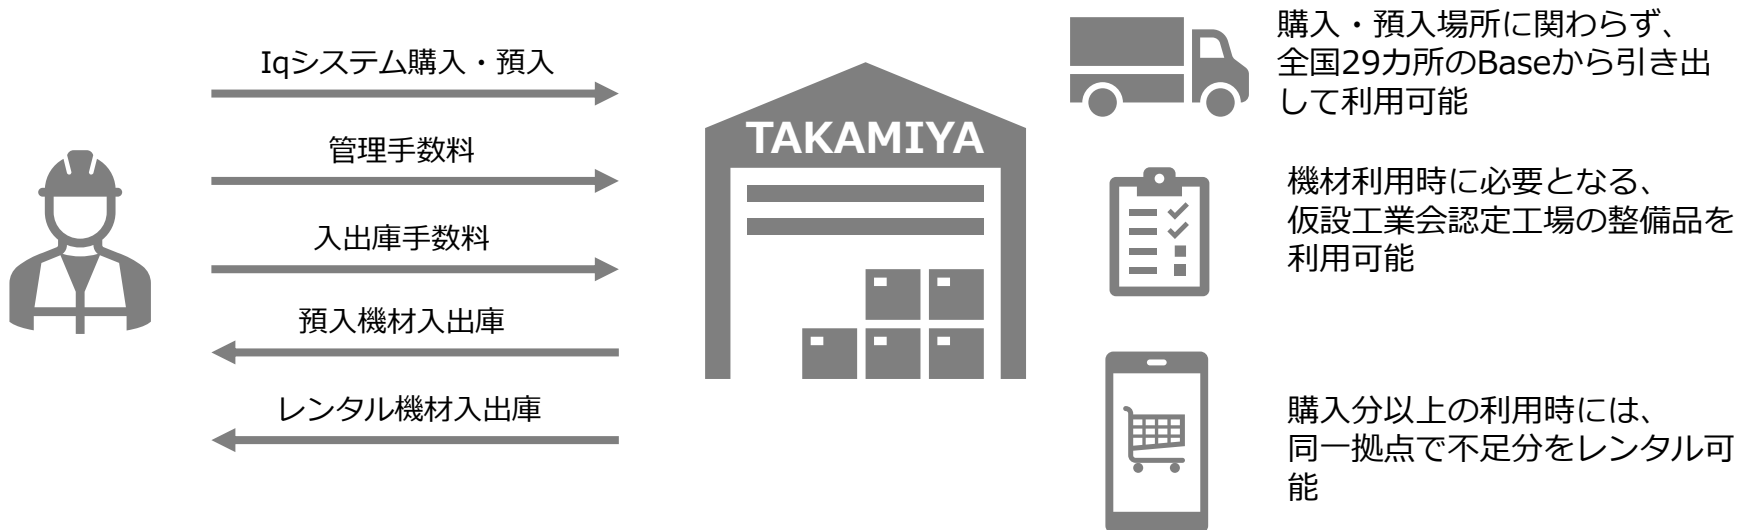 Iqシステム購入・預入
管理手数料
入出庫手数料
預入機材入出庫
レンタル機材入出庫
TAKAMIYA
購入・預入場所に関わらず、
全国29カ所のBaseから引き出
して利用可能
機材利用時に必要となる、
仮設工業会認定工場の整備品を
利用可能
購入分以上の利用時には、
同一拠点で不足分をレンタル可
能